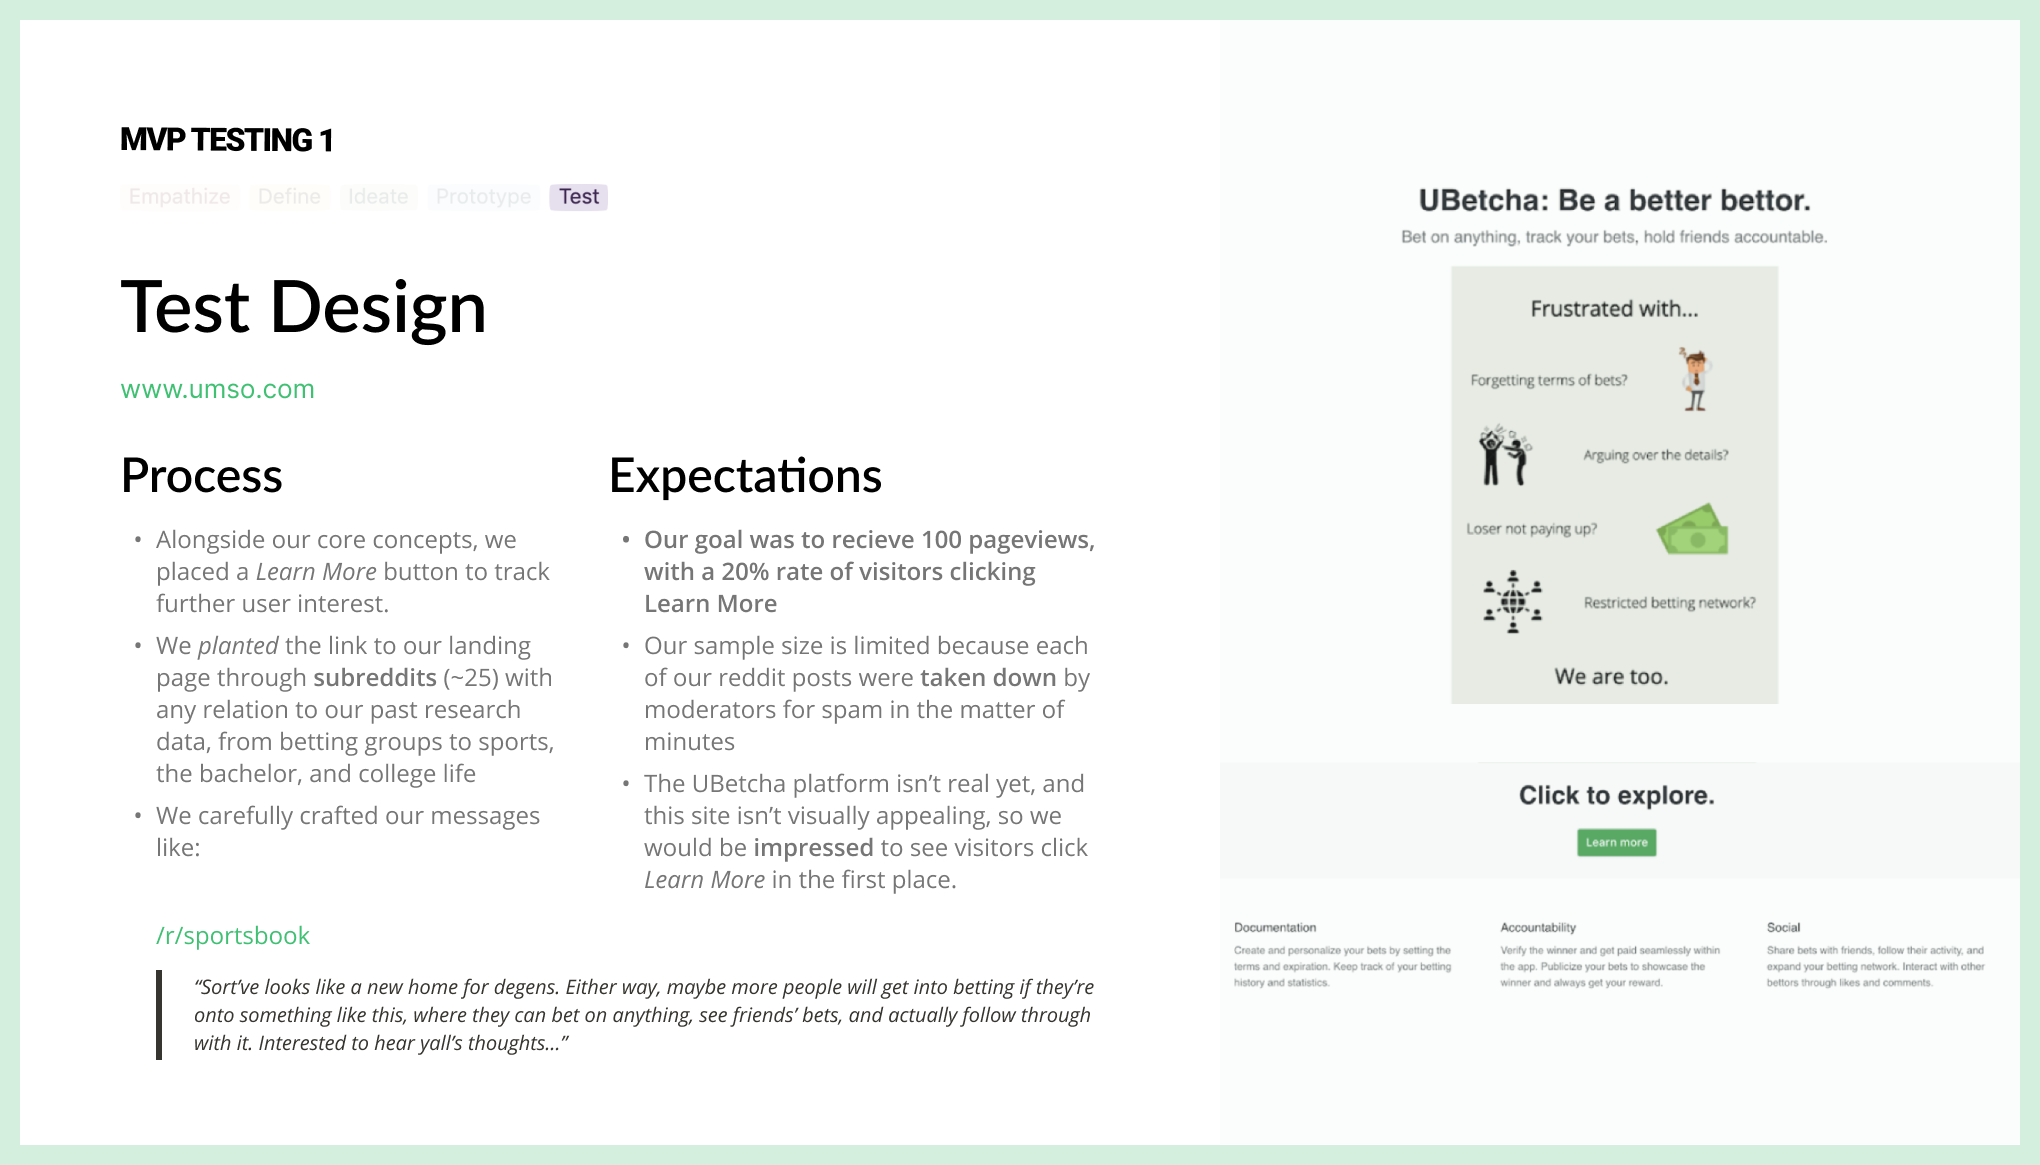 MVP TESTING 1
Empathize Define Ideate Prototype Test
Test Design
www.umso.com
Process
• Alongside our core concepts, we
placed a Learn More button to track
further user interest.
• We planted the link to our landing
page through subreddits (~25) with
any relation to our past research
data, from betting groups to sports,
the bachelor, and college life
• We carefully crafted our messages
like:
Expectations
• Our goal was to recieve 100 pageviews,
with a 20% rate of visitors clicking
Learn More
• Our sample size is limited because each
of our reddit posts were taken down by
moderators for spam in the matter of
minutes
• The UBetcha platform isn’t real yet, and
this site isn’t visually appealing, so we
would be impressed to see visitors click
Learn More in the first place.
/r/sportsbook
“Sort’ve looks like a new home for degens. Either way, maybe more people will get into betting if they’re
onto something like this, where they can bet on anything, see friends’ bets, and actually follow through
with it. Interested to hear yall’s thoughts...”
UBetcha: Be a better bettor.
Bet on anything, track your bets, hold friends accountable.
Frustrated with...
Forgetting terms of bets?
Arguing over the details?
Loser not paying up?
Restricted betting network?
We are too.
Click to explore.
Learn more
Documentation
Create and personalize your bets by setting the
terms and expiration. Keep track of your betting
history and statistics.
Accountability
Verify the winner and get paid seamlessly within
the app. Publicize your bets to showcase the
winner and always get your reward.
Social
Share bets with friends, follow their activity, and
expand your betting network. Interact with other
bettors through likes and comments.